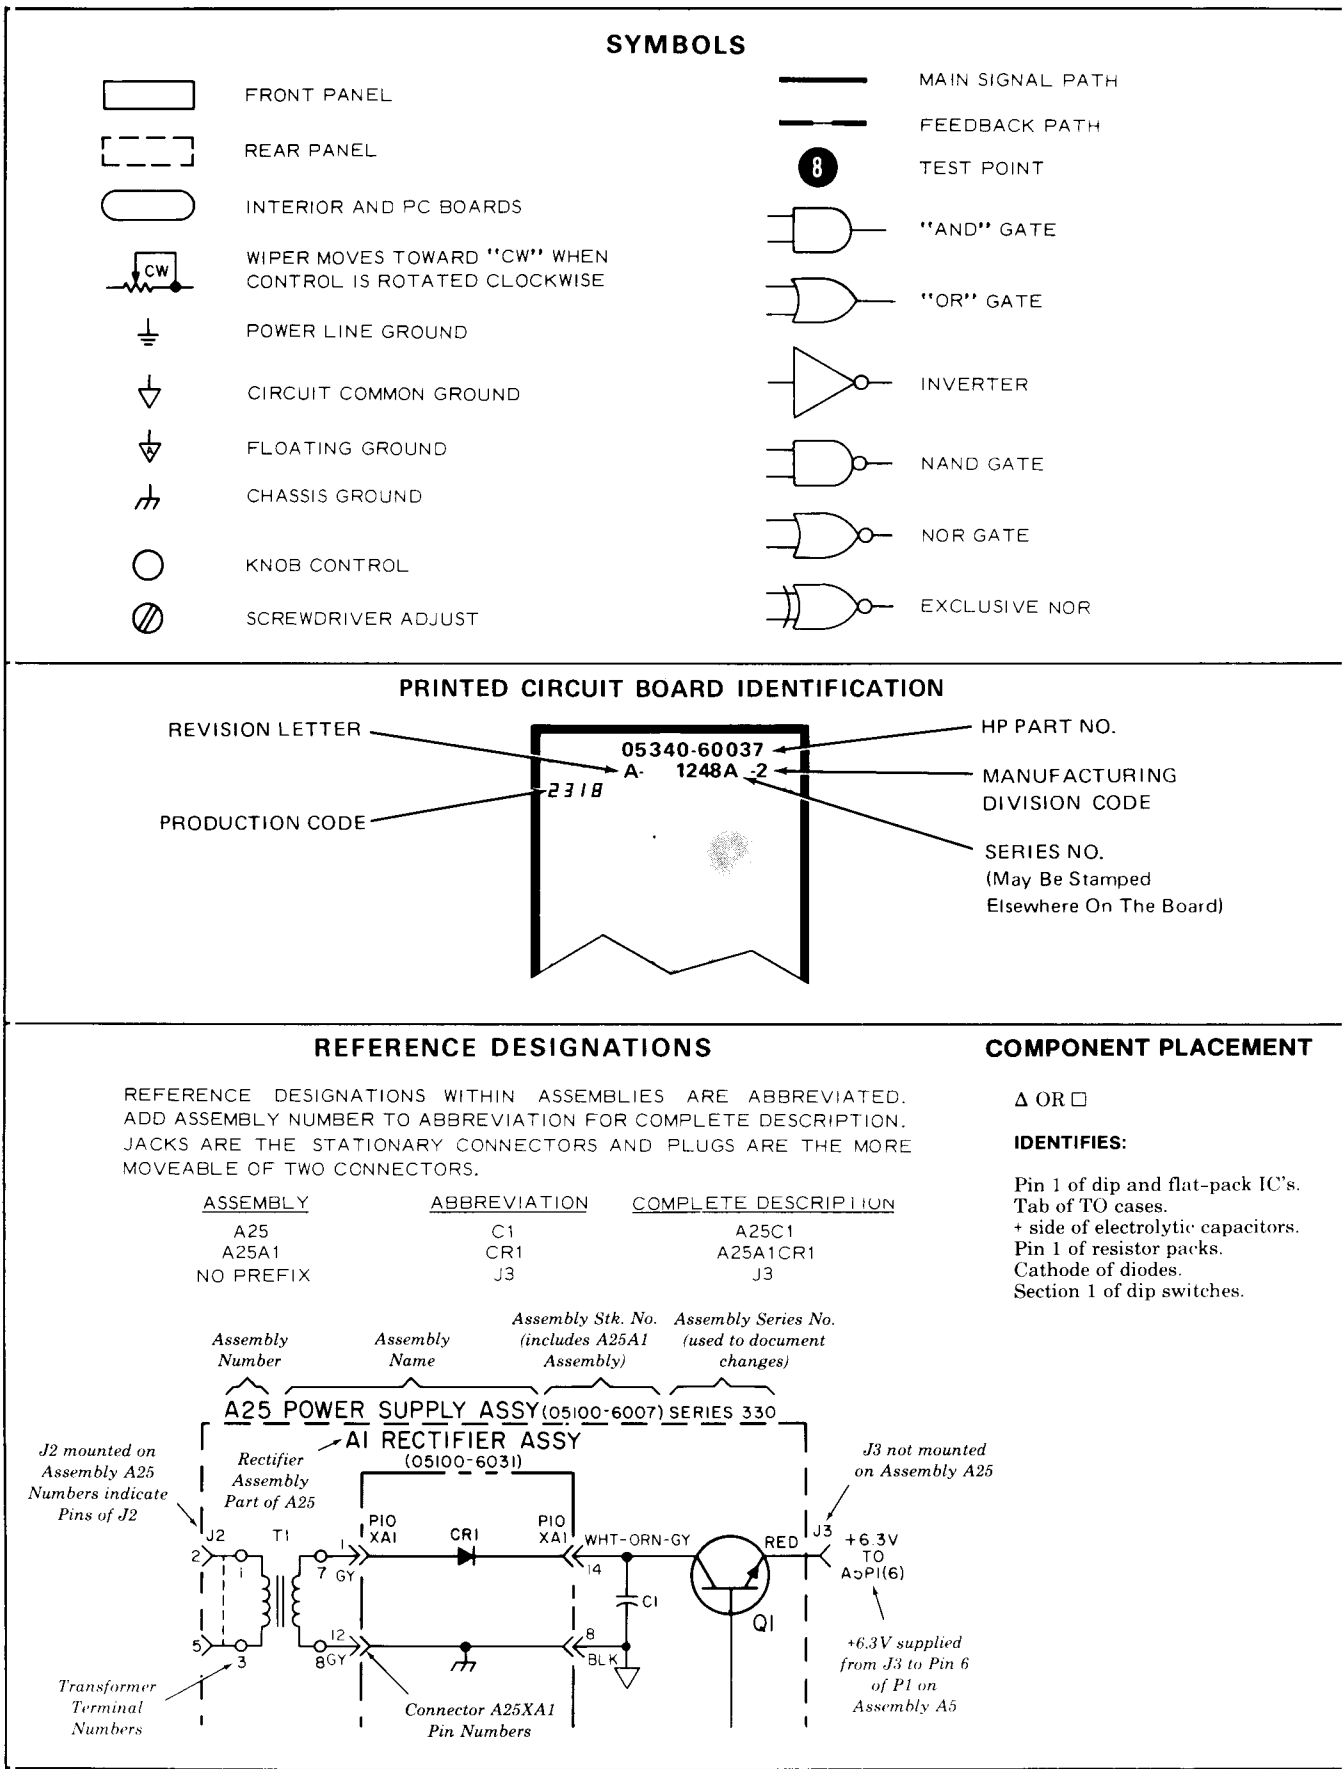 SYMBOLS
FRONT PANEL
REAR PANEL
INTERIOR AND PC BOARDS
CW
WIPER MOVES TOWARD "CW" WHEN
CONTROL IS ROTATED CLOCKWISE
POWER LINE GROUND
CIRCUIT COMMON GROUND
A
FLOATING GROUND
CHASSIS GROUND
KNOB CONTROL
SCREWDRIVER ADJUST
MAIN SIGNAL PATH
FEEDBACK PATH
8
TEST POINT
"AND" GATE
"OR" GATE
INVERTER
NAND GATE
NOR GATE
EXCLUSIVE NOR
PRINTED CIRCUIT BOARD IDENTIFICATION
REVISION LETTER
PRODUCTION CODE
05340-60037
A- 1248A -2
2318
HP PART NO.
MANUFACTURING
DIVISION CODE
SERIES NO.
(May Be Stamped
Elsewhere On The Board)
REFERENCE DESIGNATIONS
REFERENCE DESIGNATIONS WITHIN ASSEMBLIES ARE ABBREVIATED.
ADD ASSEMBLY NUMBER TO ABBREVIATION FOR COMPLETE DESCRIPTION.
JACKS ARE THE STATIONARY CONNECTORS AND PLUGS ARE THE MORE
MOVEABLE OF TWO CONNECTORS.
ASSEMBLY ABBREVIATION COMPLETE DESCRIPTION
A25 C1 A25C1
A25A1 CR1 A25A1CR1
NO PREFIX J3 J3
COMPONENT PLACEMENT
Δ OR □
IDENTIFIES:
Pin 1 of dip and flat-pack IC's.
Tab of TO cases.
+ side of electrolytic capacitors.
Pin 1 of resistor packs.
Cathode of diodes.
Section 1 of dip switches.
Assembly
Number
Assembly
Name
Assembly Stk. No.
(includes A25A1
Assembly)
Assembly Series No.
(used to document
changes)
A25 POWER SUPPLY ASSY (05100-6007) SERIES 330
A1 RECTIFIER ASSY
(05100-6031)
J2 mounted on
Assembly A25
Numbers indicate
Pins of J2
Rectifier
Assembly
Part of A25
J3 not mounted
on Assembly A25
J2
T1
2
1
7
1
GY
P10
XA1
CR1
P10
XA1
WHT-ORN-GY
14
C1
RED
Q1
J3
+6.3V
TO
A5P1(6)
5
3
8
12
GY
8
BLK
Transformer
Terminal
Numbers
Connector A25XA1
Pin Numbers
+6.3V supplied
from J3 to Pin 6
of P1 on
Assembly A5